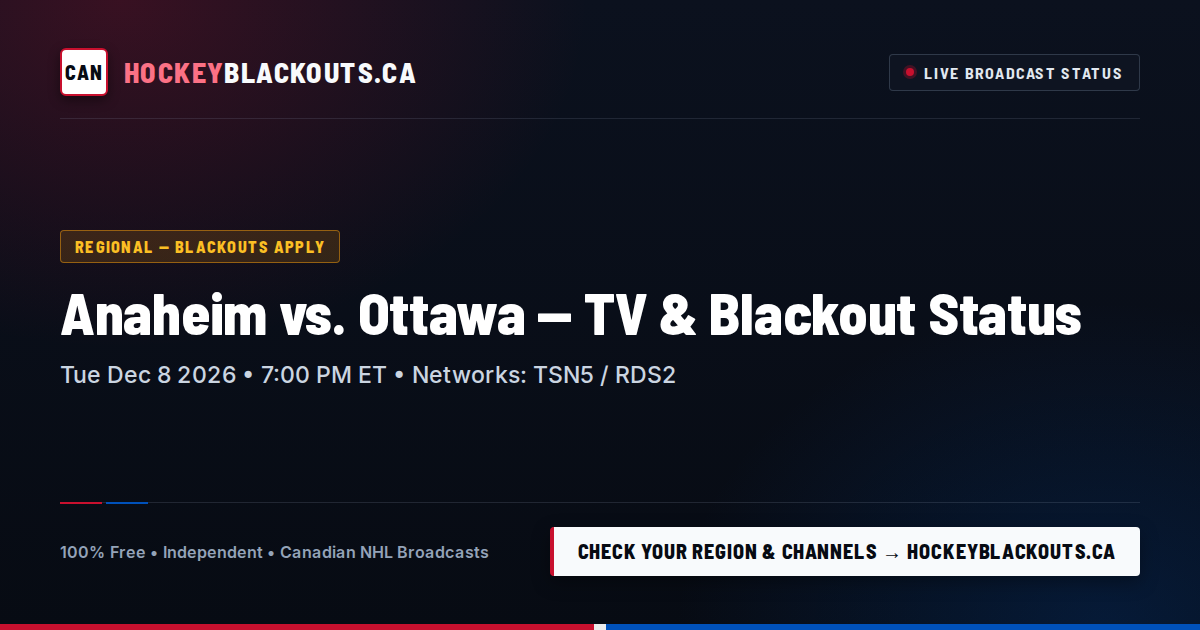 CAN
HOCKEYBLACKOUTS.CA
LIVE BROADCAST STATUS
REGIONAL — BLACKOUTS APPLY
Anaheim vs. Ottawa — TV & Blackout Status
Tue Dec 8 2026 • 7:00 PM ET • Networks: TSN5 / RDS2
100% Free • Independent • Canadian NHL Broadcasts
CHECK YOUR REGION & CHANNELS → HOCKEYBLACKOUTS.CA